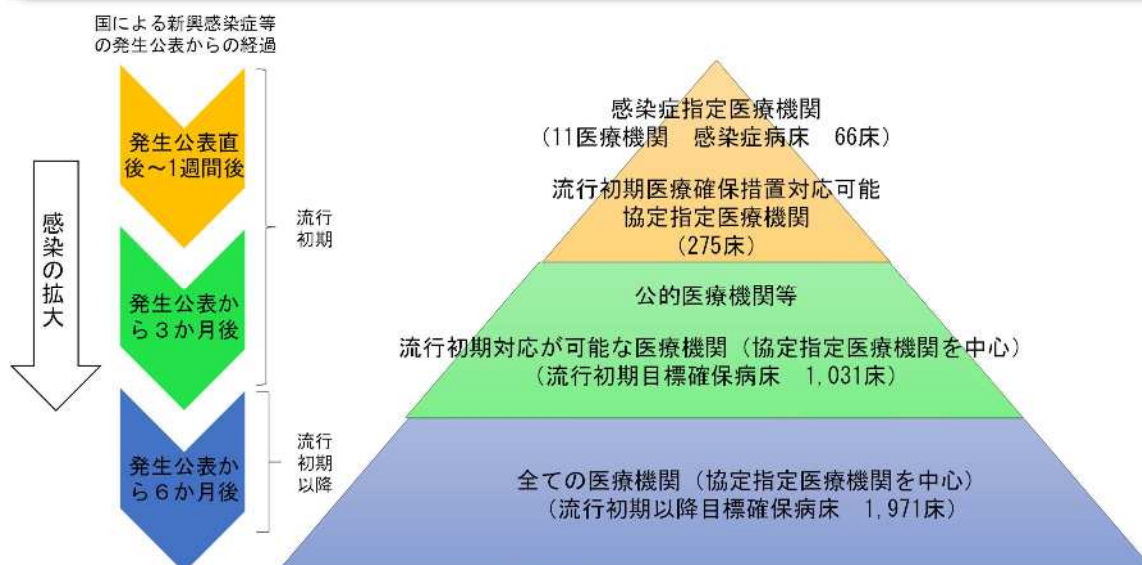 国による新興感染症等
の発生公表からの経過
発生公表直
後～1週間後
発生公表か
ら３か月後
発生公表か
ら６か月後
感染の拡大
流行
初期
流行
初期
以降
感染症指定医療機関
（11医療機関　感染症病床　66床）
流行初期医療確保措置対応可能
協定指定医療機関
（275床）
公的医療機関等
流行初期対応が可能な医療機関（協定指定医療機関を中心）
（流行初期目標確保病床　1,031床）
全ての医療機関（協定指定医療機関を中心）
（流行初期以降目標確保病床　1,971床）